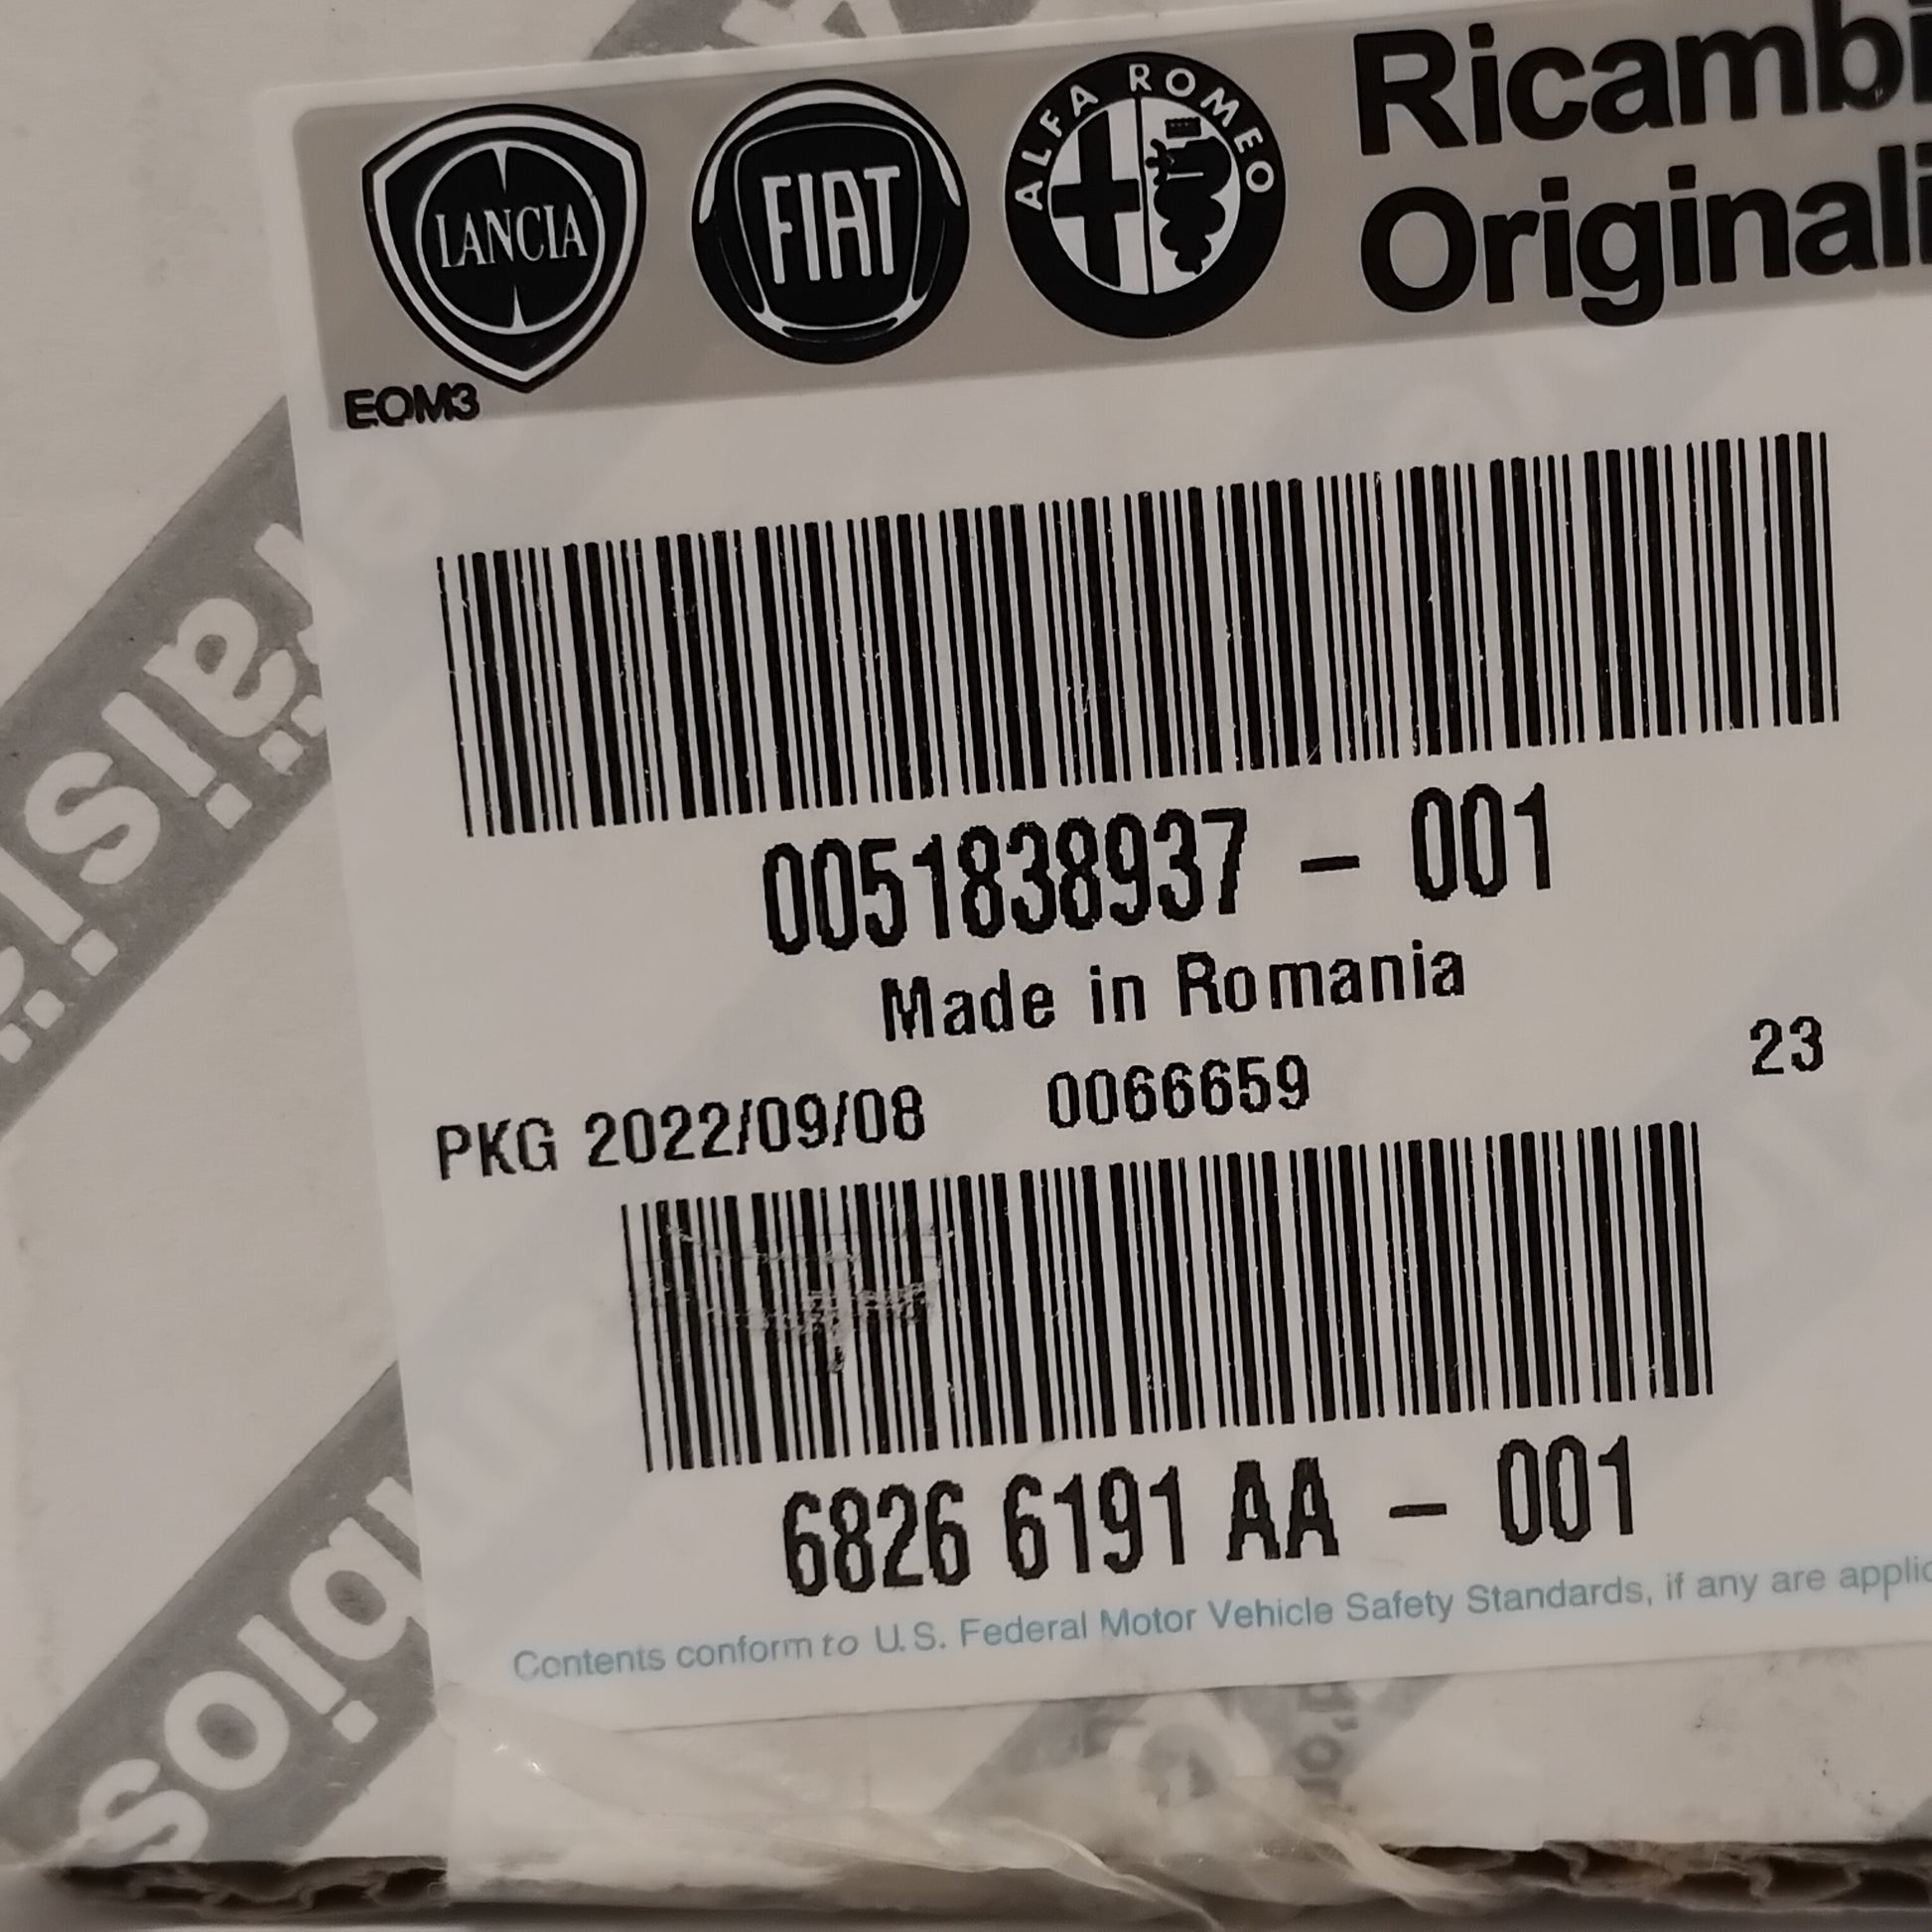 LANCIA FIAT ALFA ROMEO Ricambi
Originali
EOM3
0051838937 - 001
Made in Romania
PKG 2022/09/08 0066659 23
6826 6191 AA - 001
Contents conform to U.S. Federal Motor Vehicle Safety Standards, if any are applic